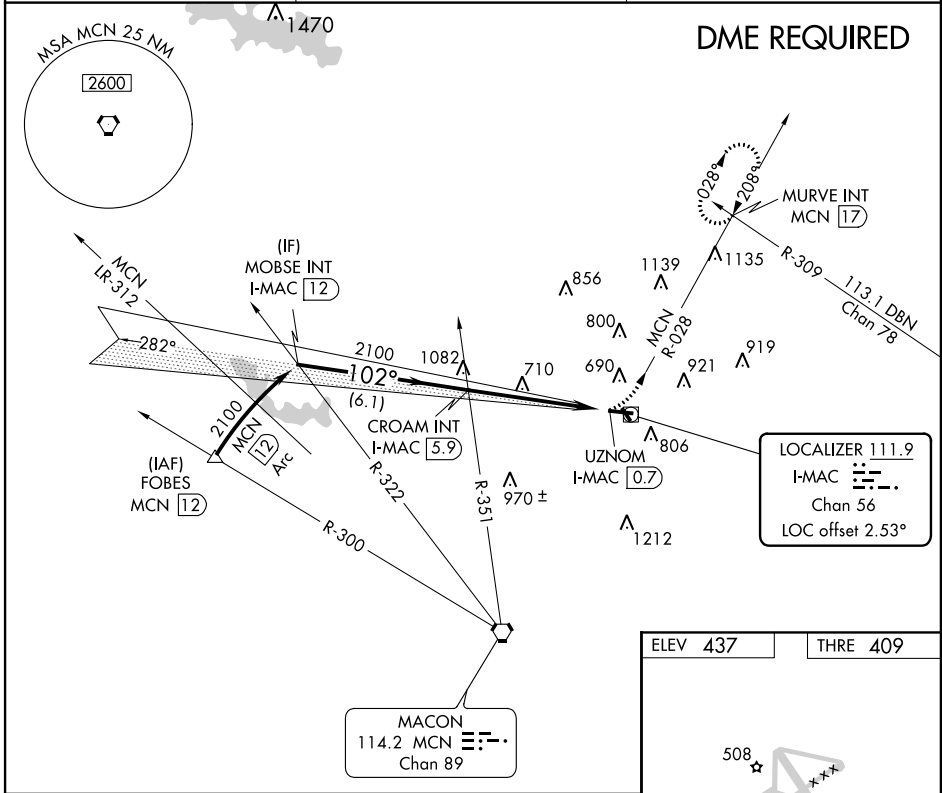 1470
DME REQUIRED
MSA MCN 25 NM
2600
028°
208°
MURVE INT
MCN 17
(IF)
MOBSE INT
I-MAC 12
MCN
LR-312
856
1139
1135
R-309
113.1 DBN
Chan 78
800
MCN
R-028
282°
2100
1082
710
690
921
919
102°
(6.1)
2100
MCN
12
Arc
CROAM INT
I-MAC 5.9
(IAF)
FOBES
MCN 12
R-322
R-351
970 ±
UZNOM
I-MAC 0.7
806
1212
LOCALIZER 111.9
I-MAC
Chan 56
LOC offset 2.53°
R-300
MACON
114.2 MCN
Chan 89
ELEV 437
THRE 409
508